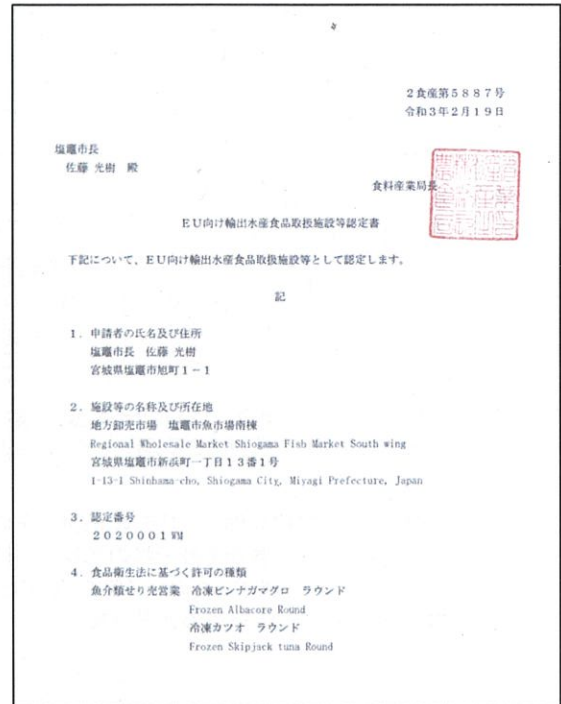 2食産第5887号
令和3年2月19日
塩竈市長
佐藤 光樹 殿
食料産業局長
EU向け輸出水産食品取扱施設等認定書
下記について、EU向け輸出水産食品取扱施設等として認定します。
記
1. 申請者の氏名及び住所
塩竈市長 佐藤 光樹
宮城県塩竈市旭町1-1
2. 施設等の名称及び所在地
地方卸売市場 塩竈市魚市場南棟
Regional Wholesale Market Shiogama Fish Market South wing
宮城県塩竈市新浜町一丁目13番1号
1-13-1 Shinhama-cho, Shiogama City, Miyagi Prefecture, Japan
3. 認定番号
2020001WM
4. 食品衛生法に基づく許可の種類
魚介類せり売営業 冷凍ビンナガマグロ ラウンド
Frozen Albacore Round
冷凍カツオ ラウンド
Frozen Skipjack tuna Round